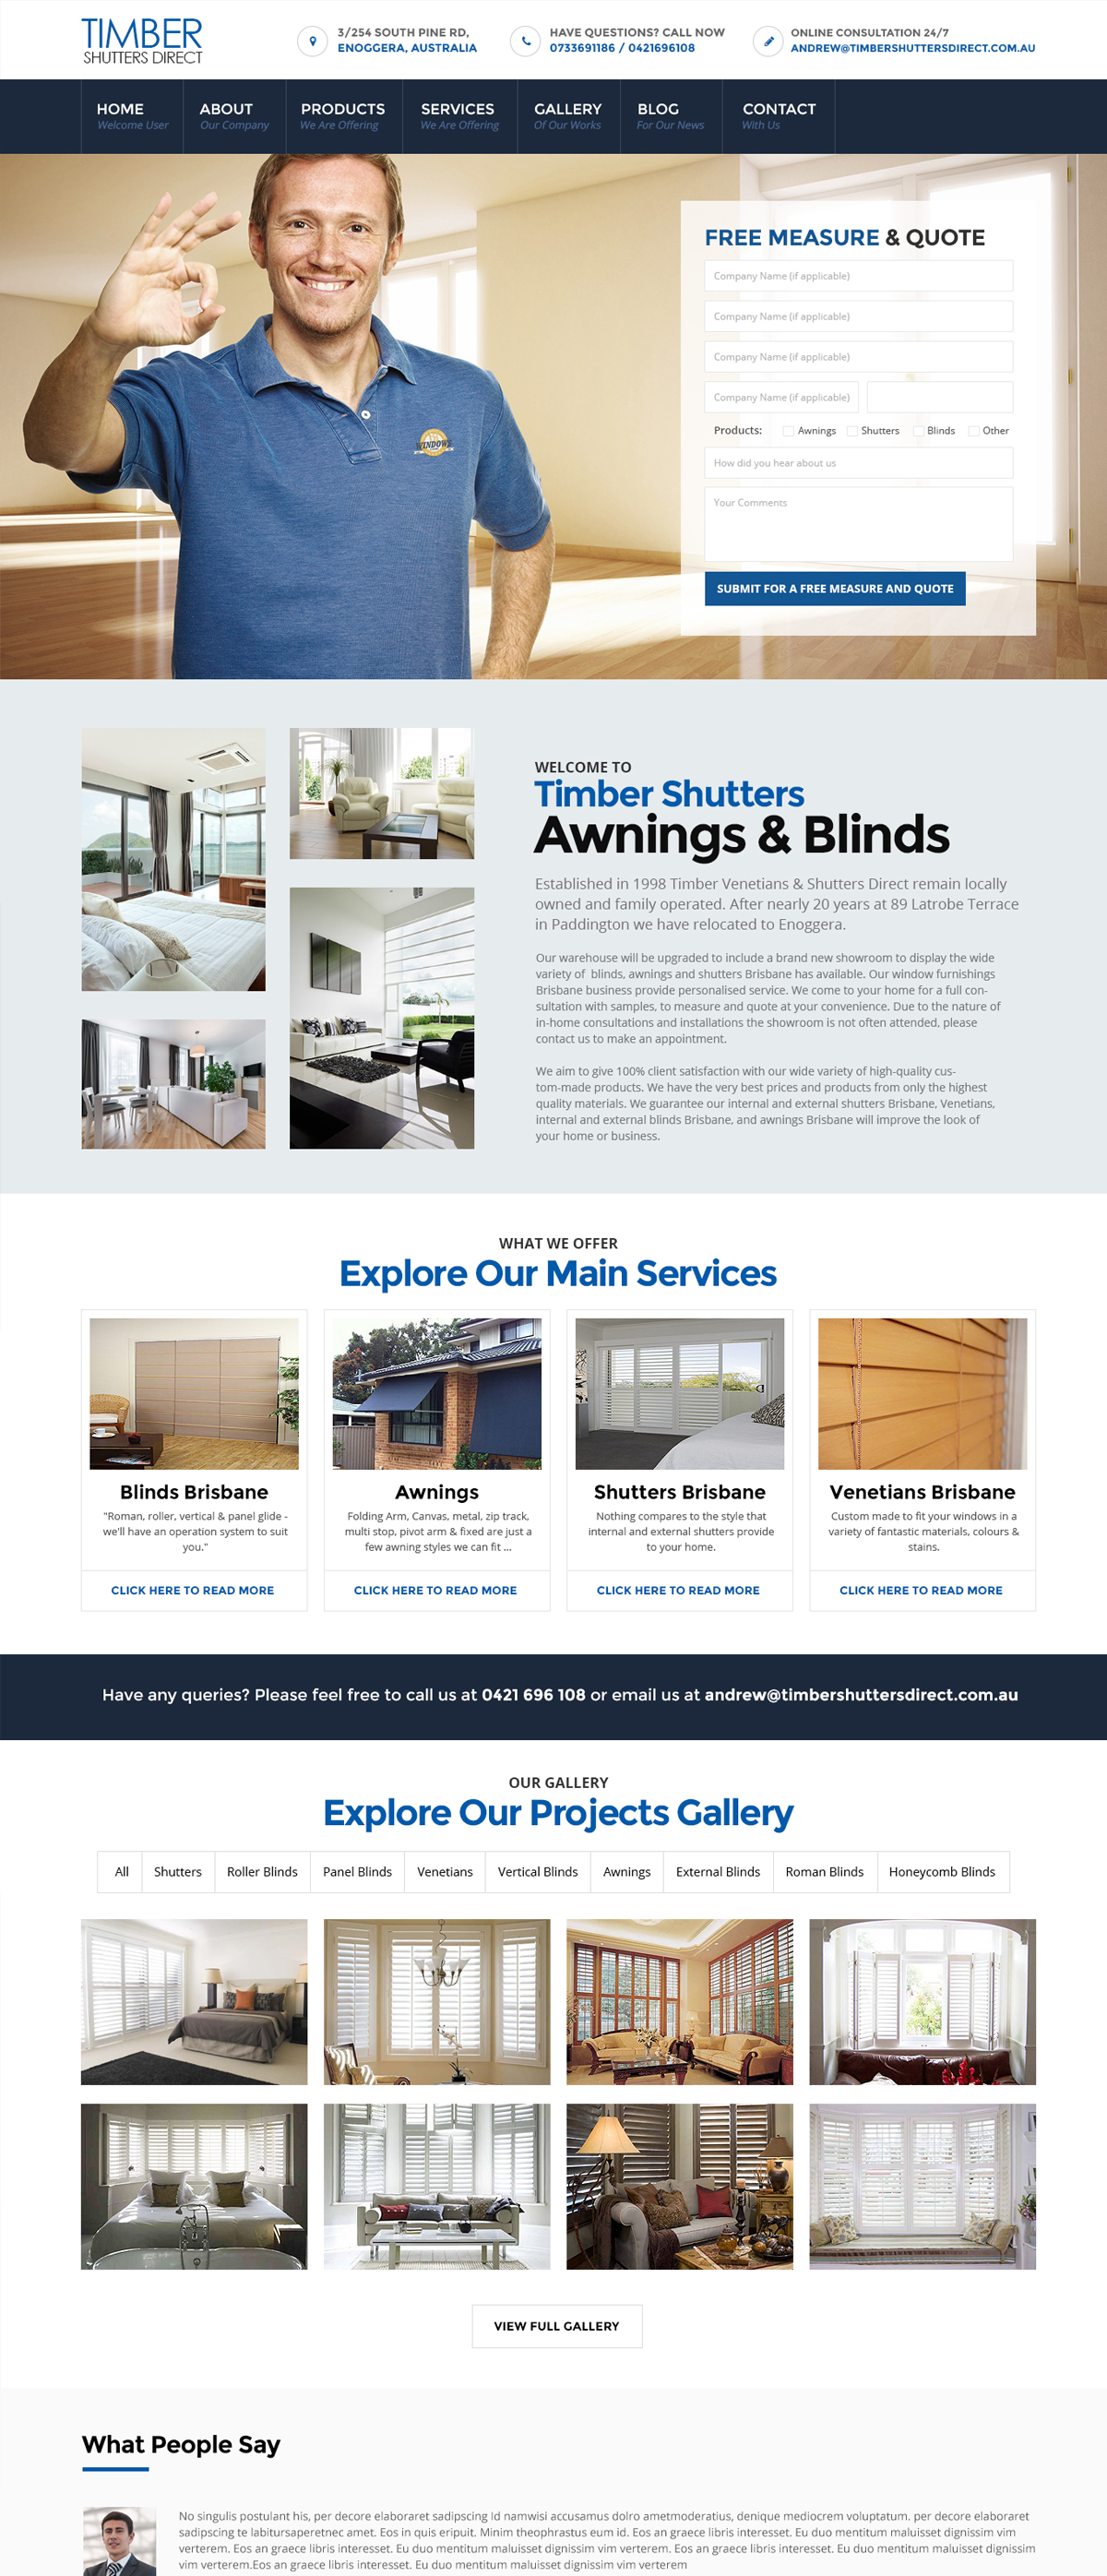 TIMBER
SHUTTERS DIRECT
3/254 SOUTH PINE RD,
ENOGGERA, AUSTRALIA
HAVE QUESTIONS? CALL NOW
0733691186 / 0421696108
ONLINE CONSULTATION 24/7
ANDREW@TIMBERSHUTTERSDIRECT.COM.AU
HOME
Welcome User
ABOUT
Our Company
PRODUCTS
We Are Offering
SERVICES
We Are Offering
GALLERY
Of Our Works
BLOG
For Our News
CONTACT
With Us
WINDOWS
FREE MEASURE & QUOTE
Company Name (if applicable)
Company Name (if applicable)
Company Name (if applicable)
Company Name (if applicable)
Products: Awnings Shutters Blinds Other
How did you hear about us
Your Comments
SUBMIT FOR A FREE MEASURE AND QUOTE
WELCOME TO
Timber Shutters
Awnings & Blinds
Established in 1998 Timber Venetians & Shutters Direct remain locally
owned and family operated. After nearly 20 years at 89 Latrobe Terrace
in Paddington we have relocated to Enoggera.
Our warehouse will be upgraded to include a brand new showroom to display the wide
variety of blinds, awnings and shutters Brisbane has available. Our window furnishings
Brisbane business provide personalised service. We come to your home for a full con-
sultation with samples, to measure and quote at your convenience. Due to the nature of
in-home consultations and installations the showroom is not often attended, please
contact us to make an appointment.
We aim to give 100% client satisfaction with our wide variety of high-quality cus-
tom-made products. We have the very best prices and products from only the highest
quality materials. We guarantee our internal and external shutters Brisbane, Venetians,
internal and external blinds Brisbane, and awnings Brisbane will improve the look of
your home or business.
WHAT WE OFFER
Explore Our Main Services
Blinds Brisbane
"Roman, roller, vertical & panel glide -
we'll have an operation system to suit
you."
CLICK HERE TO READ MORE
Awnings
Folding Arm, Canvas, metal, zip track,
multi stop, pivot arm & fixed are just a
few awning styles we can fit ...
CLICK HERE TO READ MORE
Shutters Brisbane
Nothing compares to the style that
internal and external shutters provide
to your home.
CLICK HERE TO READ MORE
Venetians Brisbane
Custom made to fit your windows in a
variety of fantastic materials, colours &
stains.
CLICK HERE TO READ MORE
Have any queries? Please feel free to call us at 0421 696 108 or email us at andrew@timbershuttersdirect.com.au
OUR GALLERY
Explore Our Projects Gallery
All Shutters Roller Blinds Panel Blinds Venetians Vertical Blinds Awnings External Blinds Roman Blinds Honeycomb Blinds
VIEW FULL GALLERY
What People Say
No singulis postulant his, per decore elaboraret sadipscing Id namwisi accusamus dolro ametmoderatius, denique mediocrem voluptatum. per decore elaboraret
sadipscing te labitursaperetnec amet. Eos in quis eripuit. Minim theophrastus eum id. Eos an graece libris interesset. Eu duo mentitum maluisset dignissim vim
verterem. Eos an graece libris interesset. Eu duo mentitum maluisset dignissim vim verterem. Eos an graece libris interesset. Eu duo mentitum maluisset dignissim
vim verterem.Eos an graece libris interesset. Eu duo mentitum maluisset dignissim vim verterem